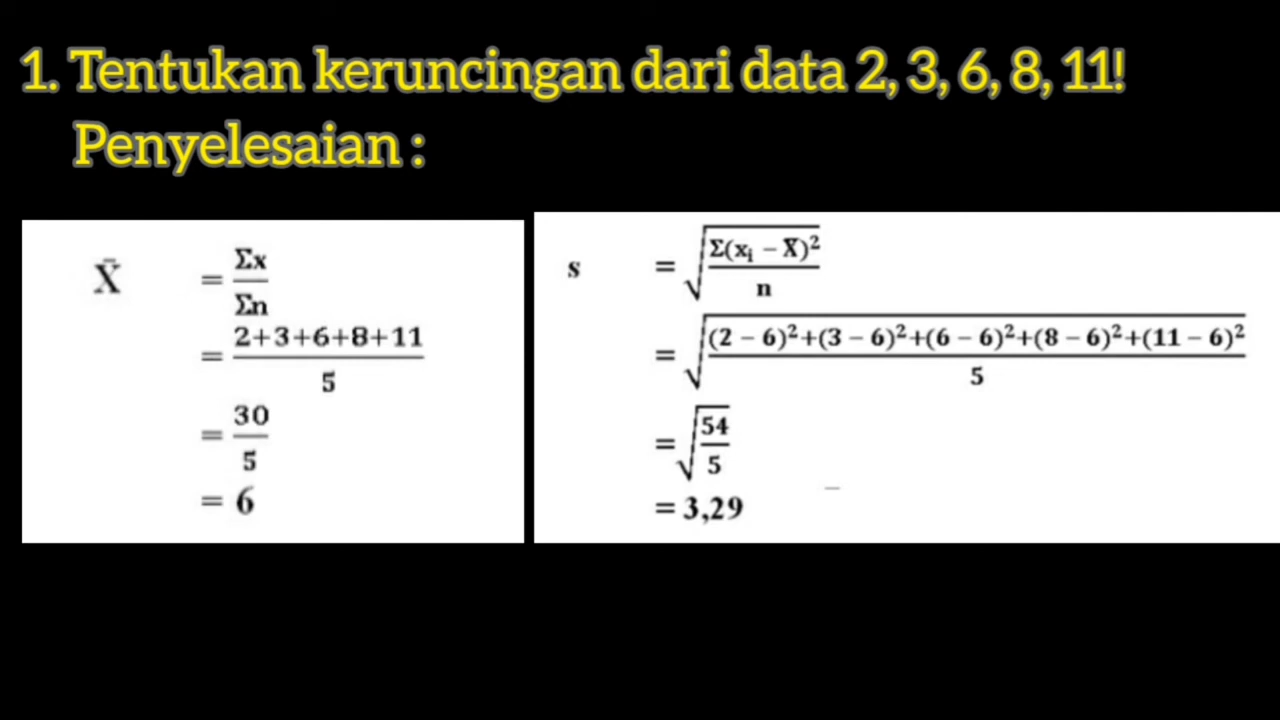 1. Tentukan keruncingan dari data 2, 3, 6, 8, 11!
Penyelesaian :
X̄ = Σx/Σn
= 2+3+6+8+11/5
= 30/5
= 6
s = √Σ(xᵢ – X̄)²/n
= √(2 – 6)²+(3 – 6)²+(6 – 6)²+(8 – 6)²+(11 – 6)²/5
= √54/5
= 3,29